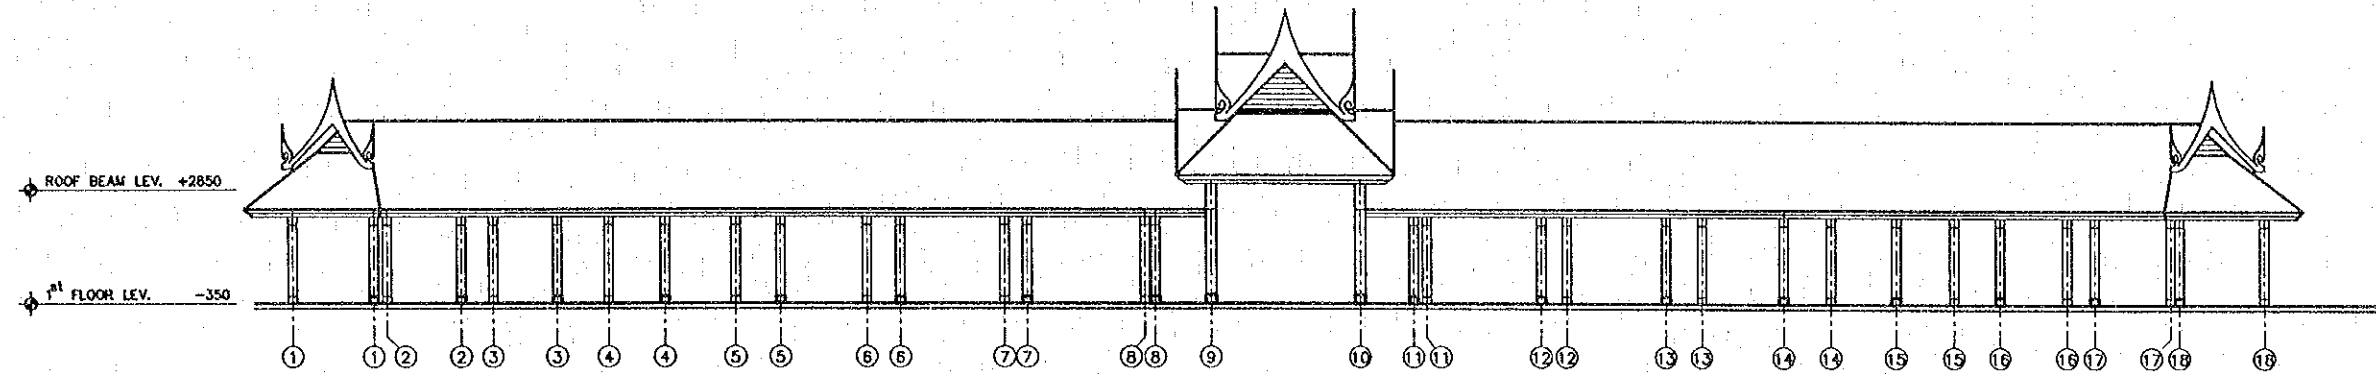 ROOF BEAM LEV. +2850
1st FLOOR LEV. -350
1 1 2 2 3 3 4 4 5 5 6 6 7 7 8 8 9 10 11 11 12 12 13 13 14 14 15 15 16 16 17 17 18 18